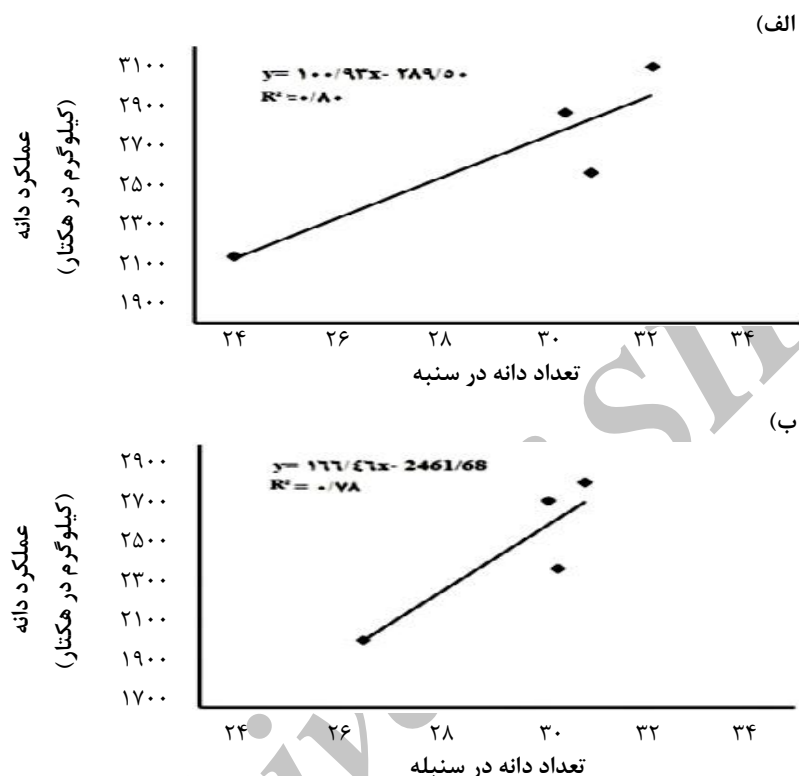 الف)
y= ۱۰۰/۹۳x- ۲۸۹/۵۰
R² =۰/۸۰
۳۱۰۰
۲۹۰۰
۲۷۰۰
۲۵۰۰
۲۳۰۰
۲۱۰۰
۱۹۰۰
عملکرد دانه
(کیلوگرم در هکتار)
۲۴ ۲۶ ۲۸ ۳۰ ۳۲ ۳۴
تعداد دانه در سنبه
ب)
y= ۱٦٦/٤٦x- 2461/68
R² = ۰/۷۸
۲۹۰۰
۲۷۰۰
۲۵۰۰
۲۳۰۰
۲۱۰۰
۱۹۰۰
۱۷۰۰
عملکرد دانه
(کیلوگرم در هکتار)
۲۴ ۲۶ ۲۸ ۳۰ ۳۲ ۳۴
تعداد دانه در سنبله